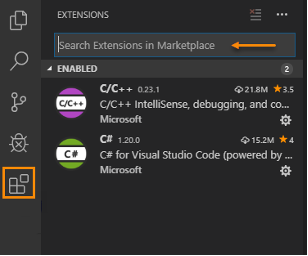 EXTENSIONS
Search Extensions in Marketplace
ENABLED 2
C/C++ 0.23.1 21.8M 3.5
C/C++ IntelliSense, debugging, and co...
Microsoft
C# 1.20.0 15.2M 4
C# for Visual Studio Code (powered by ...
Microsoft
C/C++
C#